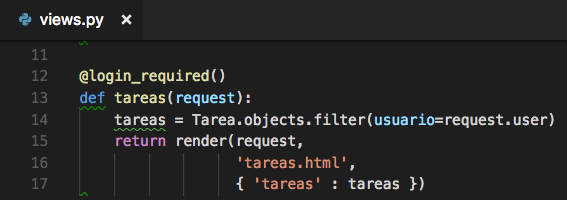 views.py ×
11
12 @login_required()
13 def tareas(request):
14     tareas = Tarea.objects.filter(usuario=request.user)
15     return render(request,
16                   'tareas.html',
17                   { 'tareas' : tareas })